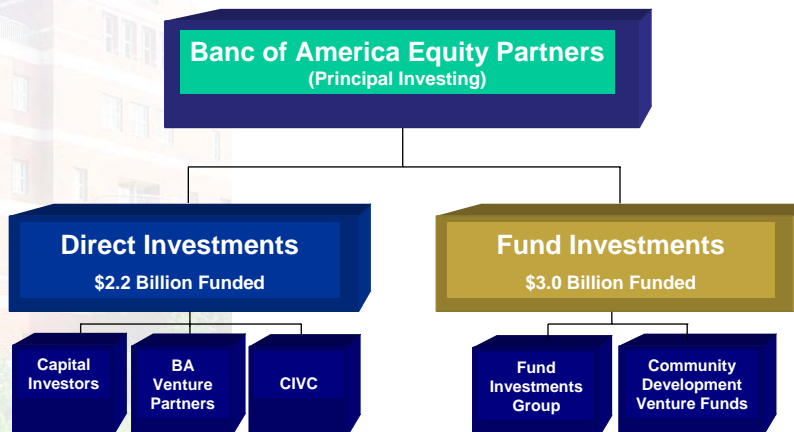 Banc of America Equity Partners
(Principal Investing)
Direct Investments
$2.2 Billion Funded
Fund Investments
$3.0 Billion Funded
Capital
Investors
BA
Venture
Partners
CIVC
Fund
Investments
Group
Community
Development
Venture Funds